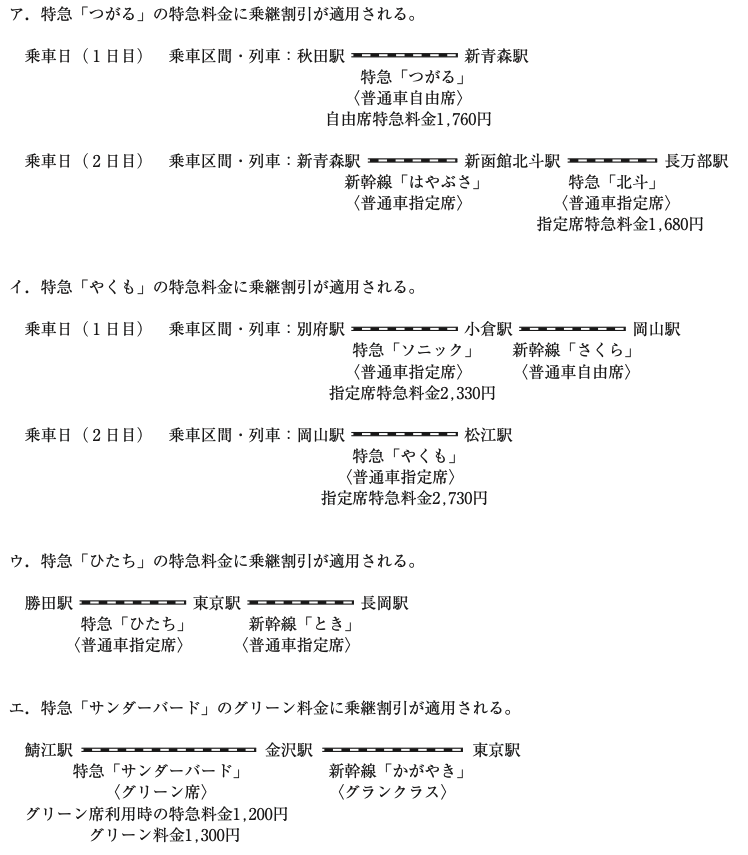 ア．特急「つがる」の特急料金に乗継割引が適用される。
乗車日（１日目）　乗車区間・列車：秋田駅　新青森駅
特急「つがる」
〈普通車自由席〉
自由席特急料金1,760円
乗車日（２日目）　乗車区間・列車：新青森駅　新函館北斗駅　長万部駅
新幹線「はやぶさ」　特急「北斗」
〈普通車指定席〉　〈普通車指定席〉
指定席特急料金1,680円
イ．特急「やくも」の特急料金に乗継割引が適用される。
乗車日（１日目）　乗車区間・列車：別府駅　小倉駅　岡山駅
特急「ソニック」　新幹線「さくら」
〈普通車指定席〉　〈普通車自由席〉
指定席特急料金2,330円
乗車日（２日目）　乗車区間・列車：岡山駅　松江駅
特急「やくも」
〈普通車指定席〉
指定席特急料金2,730円
ウ．特急「ひたち」の特急料金に乗継割引が適用される。
勝田駅　東京駅　長岡駅
特急「ひたち」　新幹線「とき」
〈普通車指定席〉　〈普通車指定席〉
エ．特急「サンダーバード」のグリーン料金に乗継割引が適用される。
鯖江駅　金沢駅　東京駅
特急「サンダーバード」　新幹線「かがやき」
〈グリーン席〉　〈グランクラス〉
グリーン席利用時の特急料金1,200円
グリーン料金1,300円